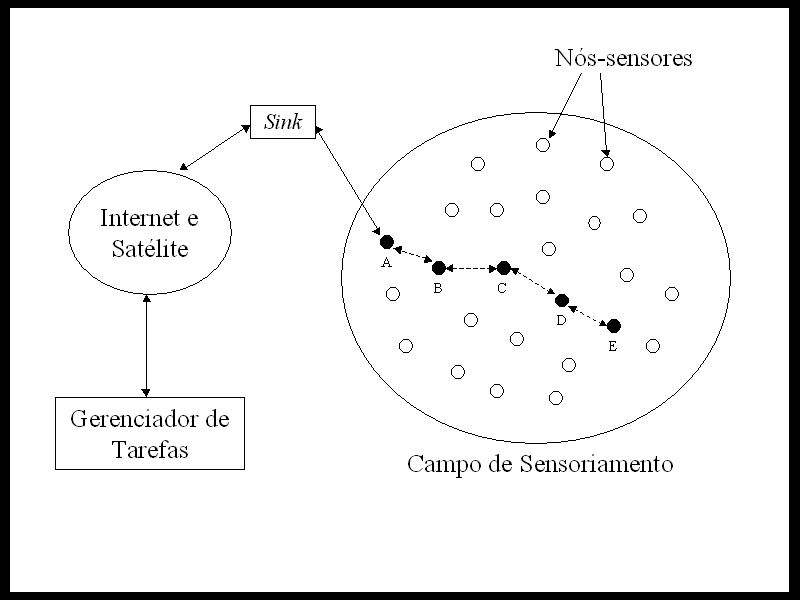 Nós-sensores
Sink
Internet e
Satélite
A
B
C
D
E
Gerenciador de
Tarefas
Campo de Sensoriamento